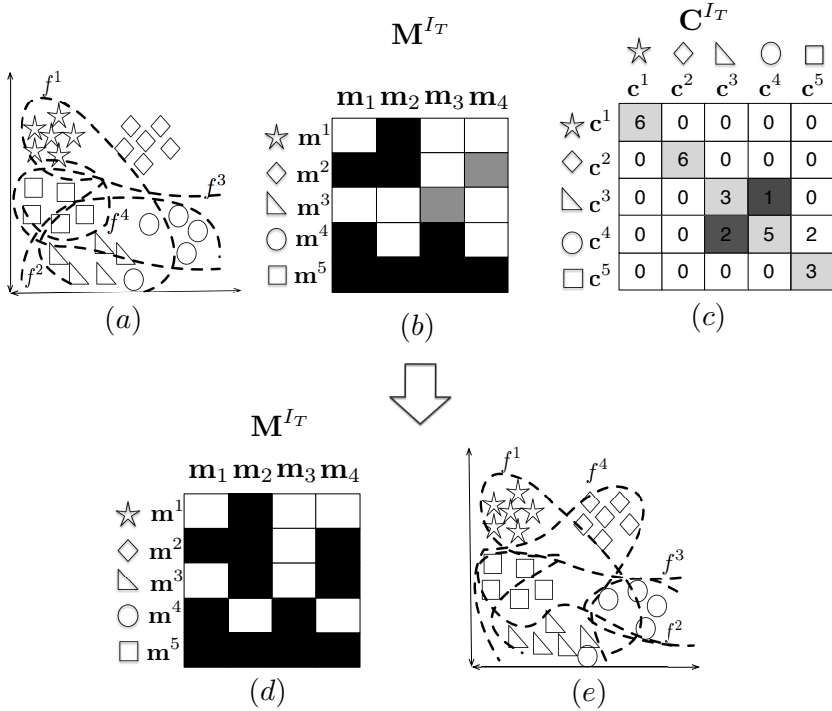 M^{I_T}
C^{I_T}
c^1 c^2 c^3 c^4 c^5
m_1 m_2 m_3 m_4
f^1
f^3
f^4
f^2
(a)
m^1
m^2
m^3
m^4
m^5
(b)
c^1 6 0 0 0 0
c^2 0 6 0 0 0
c^3 0 0 3 1 0
c^4 0 0 2 5 2
c^5 0 0 0 0 3
(c)
M^{I_T}
m_1 m_2 m_3 m_4
m^1
m^2
m^3
m^4
m^5
(d)
f^1
f^4
f^3
f^2
(e)